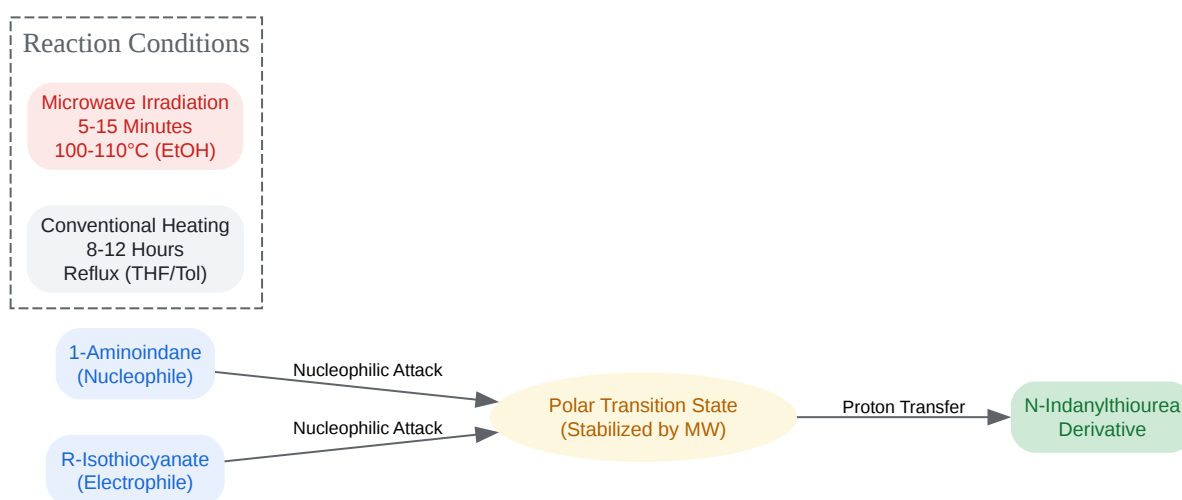 Reaction Conditions
Microwave Irradiation
5-15 Minutes
100-110°C (EtOH)
Conventional Heating
8-12 Hours
Reflux (THF/Tol)
1-Aminoindane
(Nucleophile)
Nucleophilic Attack
R-Isothiocyanate
(Electrophile)
Nucleophilic Attack
Polar Transition State
(Stabilized by MW)
Proton Transfer
N-Indanylthiourea
Derivative